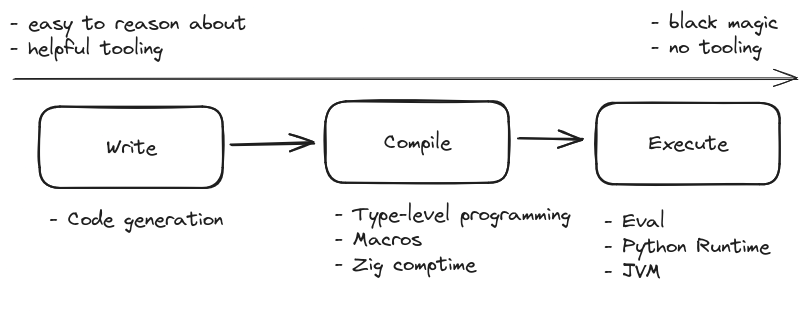 - easy to reason about
- helpful tooling
- black magic
- no tooling
Write
Compile
Execute
- Code generation
- Type-level programming
- Macros
- Zig comptime
- Eval
- Python Runtime
- JVM